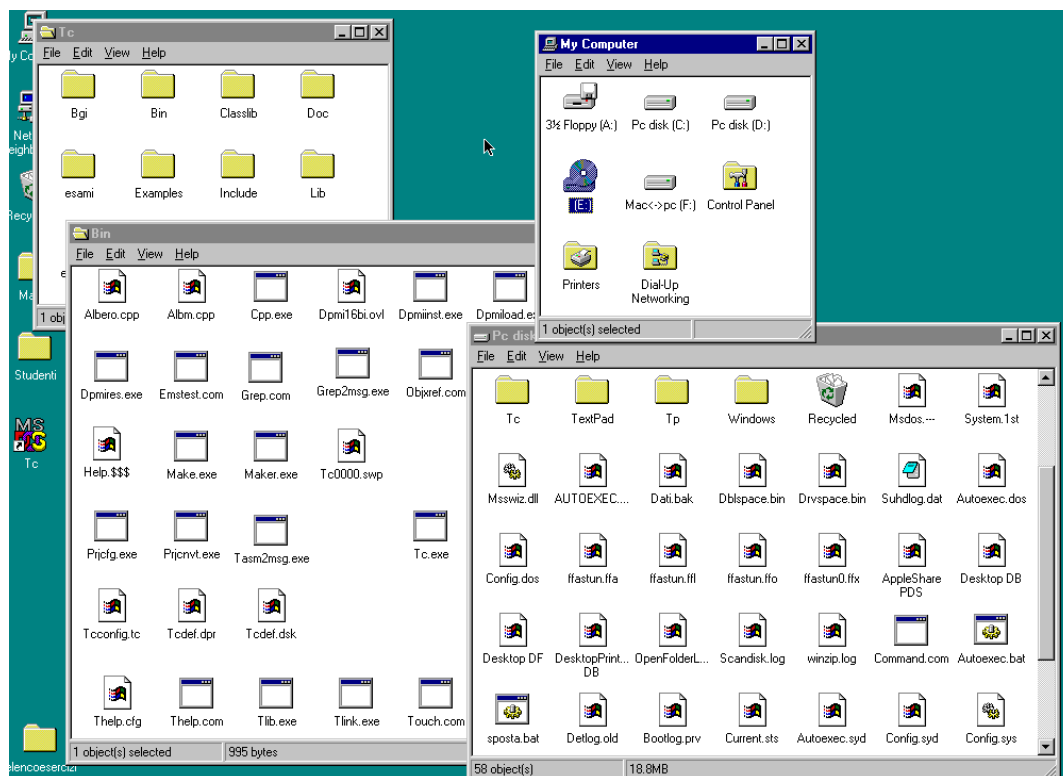 Tc
File Edit View Help
Bgi Bin Classlib Doc
esami Examples Include Lib
Bin
File Edit View Help
Albero.cpp Albm.cpp Cpp.exe Dpmi16bi.ovl Dpmiinst.exe Dpmiload.e
Dpmires.exe Emstest.com Grep.com Grep2msg.exe Objxref.exe
Help.$$$ Make.exe Maker.exe Tc0000.swp
Prjcfg.exe Prjcnvt.exe Tasm2msg.exe Tc.exe
Tcconfig.tc Tcdef.dpr Tcdef.dsk
Thelp.cfg Thelp.com Tlib.exe Tlink.exe Touch.com
1 object(s) selected 995 bytes
My Computer
File Edit View Help
3½ Floppy (A:) Pc disk (C:) Pc disk (D:)
(E:) Mac<->pc (F:) Control Panel
Printers Dial-Up
Networking
1 object(s) selected
Pc disk
File Edit View Help
Tc TextPad Tp Windows Recycled Msdos.--- System.1st
Msswiz.dll AUTOEXEC.... Dati.bak Dblspace.bin Drvspace.bin Suhdlog.dat Autoexec.dos
Config.dos ffastun.ffa ffastun.ffl ffastun.ffo ffastun0.ffx AppleShare Desktop DB
PDS
Desktop DF DesktopPrint... OpenFolderL... Scandisk.log winzip.log Command.com Autoexec.bat
DB
sposta.bat Detlog.old Bootlog.prv Current.sts Autoexec.syd Config.syd Config.sys
58 object(s) 18.8MB
1 obj
Studenti
MS
Tc
elencoesercizi